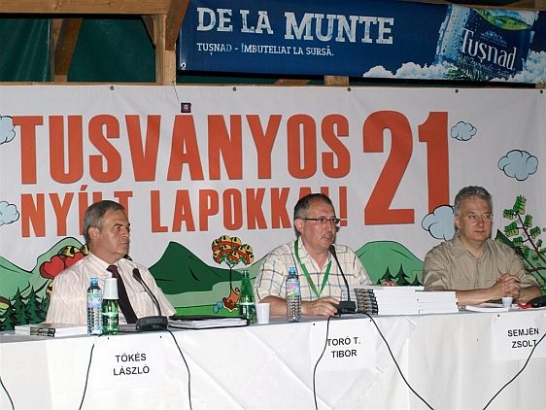 DE LA MUNTE
TUȘNAD - ÎMBUTELIAT LA SURSĂ.
Tușnad
TUSVÁNYOS 21
NYÍLT LAPOKKAL!
TŐKÉS
LÁSZLÓ
TORÓ T.
TIBOR
SEMJÉN
ZSOLT